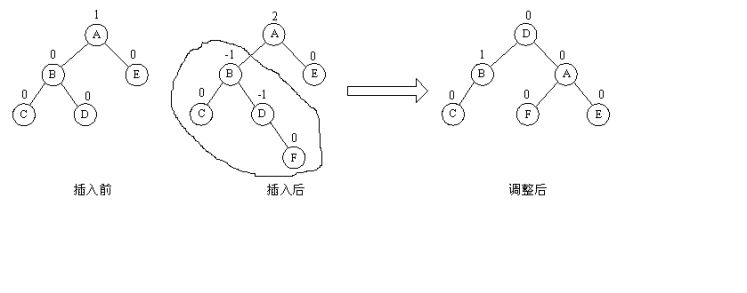 1 2 0
A A D
0 0 -1 0 1 0
B E B E B A
0 0 0 -1 0 0 0
C D C D C F E
0
F
插入前 插入后 调整后